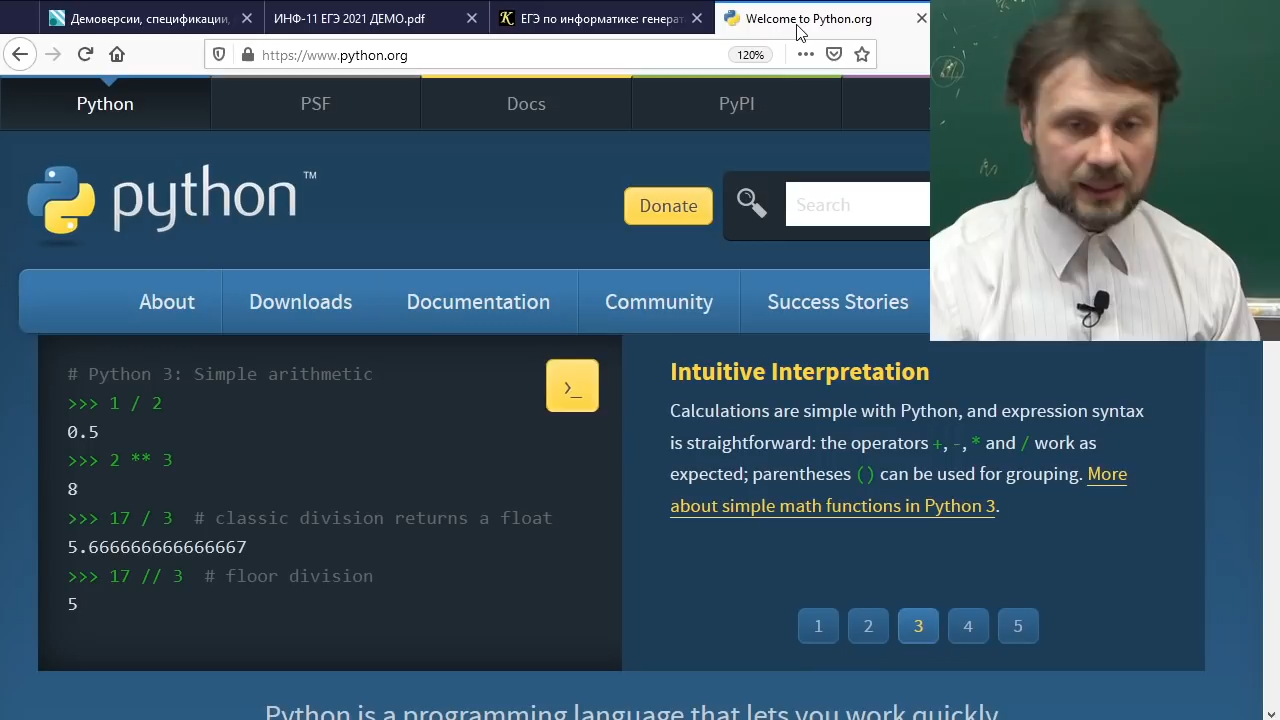 Демоверсии, спецификации,
ИНФ-11 ЕГЭ 2021 ДЕМО.pdf
K
ЕГЭ по информатике: генерат
Welcome to Python.org
https://www.python.org
120%
Python
PSF
Docs
PyPI
python™
Donate
Search
About
Downloads
Documentation
Community
Success Stories
# Python 3: Simple arithmetic
>>> 1 / 2
0.5
>>> 2 ** 3
8
>>> 17 / 3 # classic division returns a float
5.666666666666667
>>> 17 // 3 # floor division
5
>_
Intuitive Interpretation
Calculations are simple with Python, and expression syntax
is straightforward: the operators +, -, * and / work as
expected; parentheses () can be used for grouping. More
about simple math functions in Python 3.
1 2 3 4 5
Python is a programming language that lets you work quickly